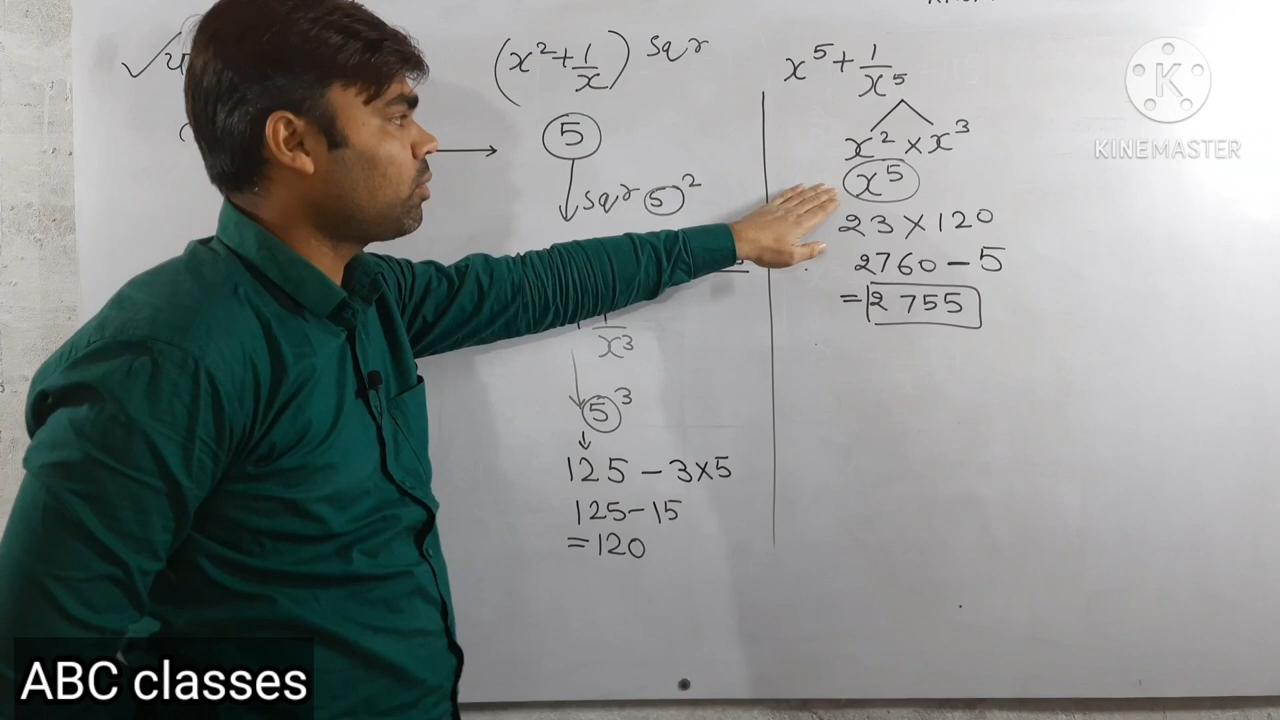 (x²+1/x) Sqr
5
Sqr 5²
1/x³
5³
125 - 3×5
125-15
=120
x⁵+1/x⁵
x²×x³
x⁵
23×120
2760-5
=2755
KINEMASTER
ABC classes